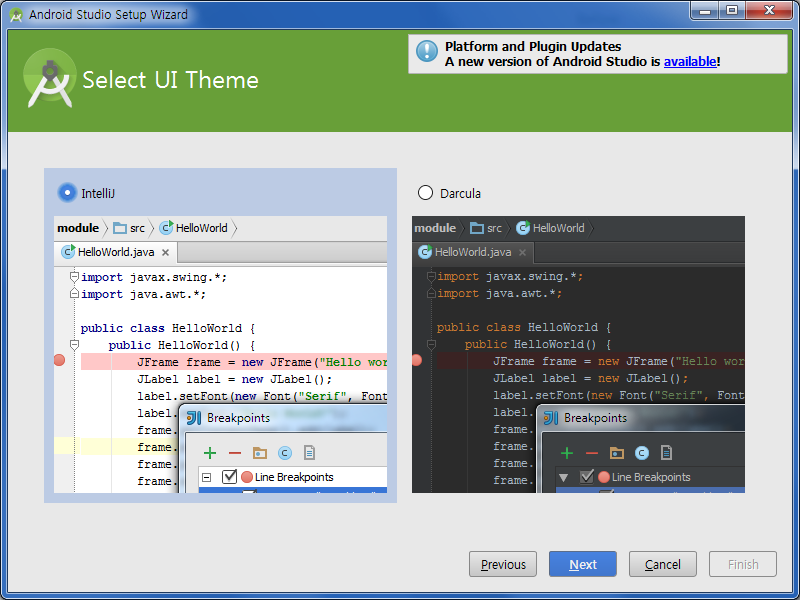 Android Studio Setup Wizard
Select UI Theme
Platform and Plugin Updates
A new version of Android Studio is available!
IntelliJ
module src HelloWorld
HelloWorld.java
import javax.swing.*;
import java.awt.*;
public class HelloWorld {
public HelloWorld() {
JFrame frame = new JFrame("Hello wor
JLabel label = new JLabel();
label.setFont(new Font("Serif", Font
label.
frame.
frame.
frame.
frame.
Breakpoints
Line Breakpoints
Darcula
module src HelloWorld
HelloWorld.java
import javax.swing.*;
import java.awt.*;
public class HelloWorld {
public HelloWorld() {
JFrame frame = new JFrame("Hello wor
JLabel label = new JLabel();
label.setFont(new Font("Serif", Font
label.
frame.
frame.
frame.
frame.
Breakpoints
Line Breakpoints
Previous
Next
Cancel
Finish